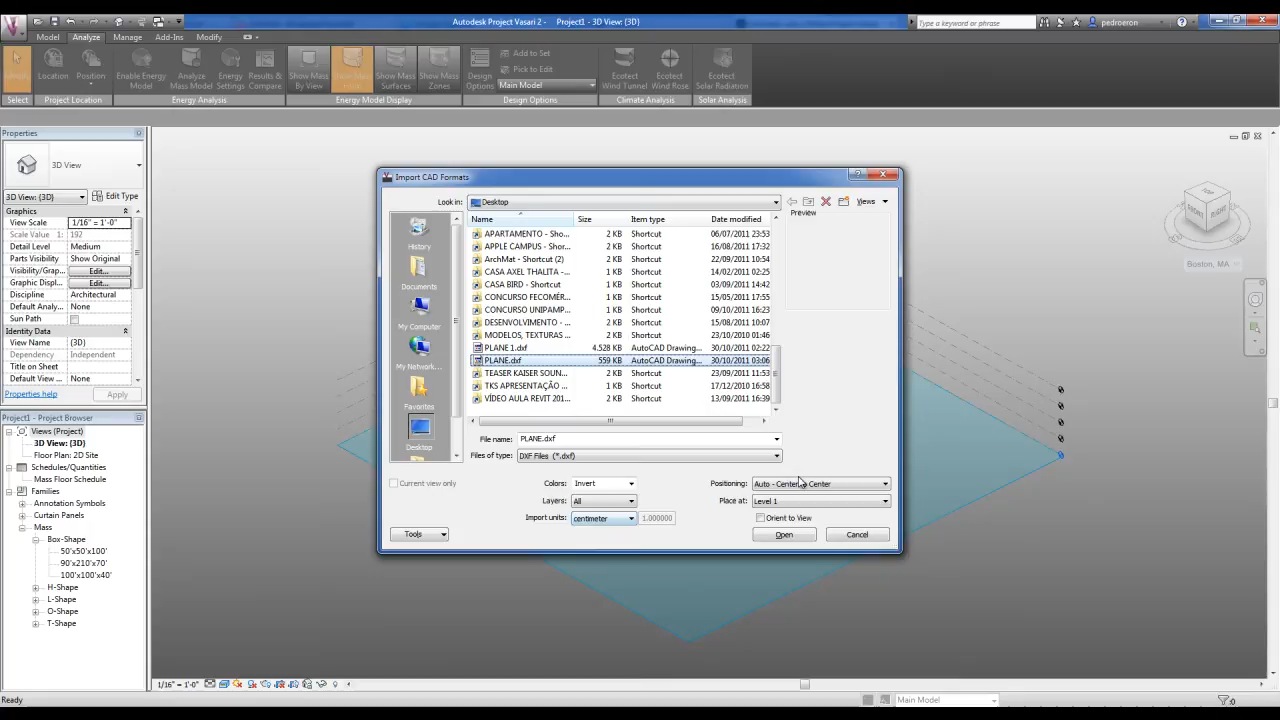 Autodesk Project Vasari 2 - Project1 - 3D View: {3D}
Type a keyword or phrase
pedroeron
Model Analyze Manage Add-Ins Modify
Location Position Enable Energy Model Analyze Mass Model Energy Settings Results & Compare Show Mass By View Show Mass Surfaces Show Mass Zones Design Options Add to Set Pick to Edit Main Model Ecotect Wind Tunnel Ecotect Wind Rose Ecotect Solar Radiation
Select Project Location Energy Analysis Energy Model Display Design Options Climate Analysis Solar Analysis
Properties
3D View
3D View: {3D} Edit Type
Graphics
View Scale 1/16" = 1'-0"
Scale Value 1: 192
Detail Level Medium
Parts Visibility Show Original
Visibility/Grap... Edit...
Graphic Displ... Edit...
Discipline Architectural
Default Analy... None
Sun Path
Identity Data
View Name {3D}
Dependency Independent
Title on Sheet
Default View ... None
Properties help Apply
Project1 - Project Browser
Views (Project)
3D View: {3D}
Floor Plan: 2D Site
Schedules/Quantities
Mass Floor Schedule
Families
Annotation Symbols
Curtain Panels
Mass
Box-Shape
50'x50'x100'
90'x210'x70'
100'x100'x40'
H-Shape
L-Shape
O-Shape
T-Shape
Import CAD Formats
Look in: Desktop Views
Name Size Item type Date modified
Preview
APARTAMENTO - Sho... 2 KB Shortcut 06/07/2011 23:53
APPLE CAMPUS - Shor... 2 KB Shortcut 16/08/2011 17:32
ArchMat - Shortcut (2) 2 KB Shortcut 22/09/2011 10:54
CASA AXEL THALITA -... 1 KB Shortcut 14/02/2011 02:25
CASA BIRD - Shortcut 1 KB Shortcut 03/09/2011 14:42
CONCURSO FECOMÉR... 1 KB Shortcut 15/05/2011 17:55
CONCURSO UNIPAMP... 1 KB Shortcut 09/10/2011 16:23
DESENVOLVIMENTO -... 2 KB Shortcut 15/08/2011 10:07
MODELOS, TEXTURAS ... 2 KB Shortcut 23/10/2010 01:46
PLANE 1.dxf 4.528 KB AutoCAD Drawing... 30/10/2011 02:22
PLANE.dxf 559 KB AutoCAD Drawing... 30/10/2011 03:06
TEASER KAISER SOUN... 2 KB Shortcut 23/09/2011 11:53
TKS APRESENTAÇÃO ... 2 KB Shortcut 17/12/2010 16:58
VÍDEO AULA REVIT 201... 2 KB Shortcut 13/09/2011 16:39
History
Documents
My Computer
My Network...
Favorites
Desktop
File name: PLANE.dxf
Files of type: DXF Files (*.dxf)
Current view only
Colors: Invert
Layers: All
Import units: centimeter 1.000000
Positioning: Auto - Center to Center
Place at: Level 1
Orient to View
Tools Open Cancel
TOP
FRONT RIGHT
Boston, MA
1/16" = 1'-0"
Ready
Main Model
:0